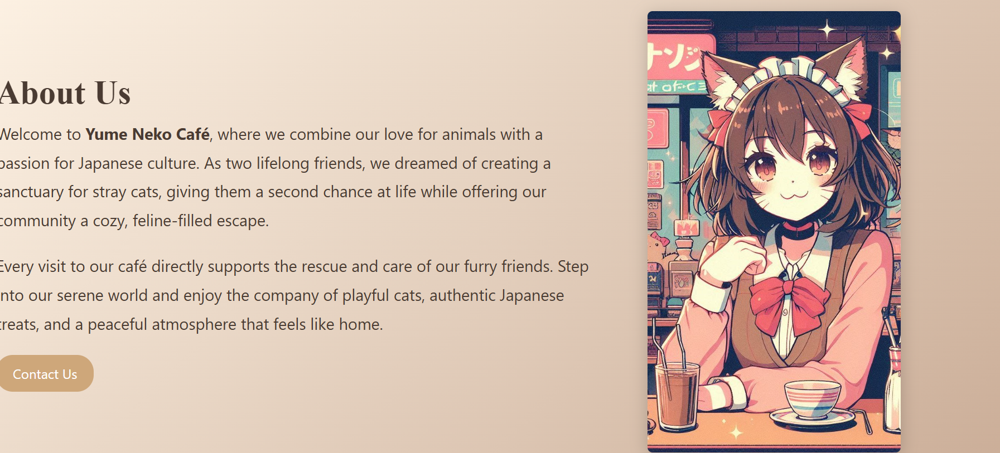 About Us
Welcome to Yume Neko Café, where we combine our love for animals with a
passion for Japanese culture. As two lifelong friends, we dreamed of creating a
sanctuary for stray cats, giving them a second chance at life while offering our
community a cozy, feline-filled escape.
Every visit to our café directly supports the rescue and care of our furry friends. Step
into our serene world and enjoy the company of playful cats, authentic Japanese
treats, and a peaceful atmosphere that feels like home.
Contact Us
ナソジ